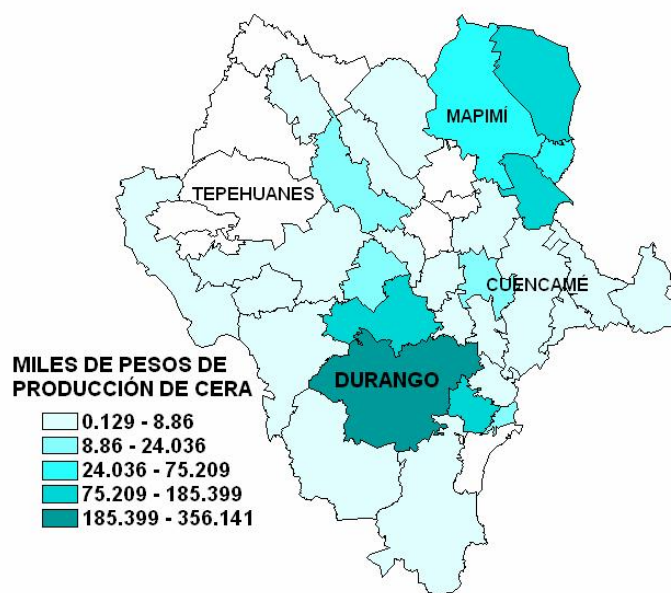 MAPIMÍ
TEPEHUANES
CUENCAMÉ
DURANGO
MILES DE PESOS DE
PRODUCCIÓN DE CERA
0.129 - 8.86
8.86 - 24.036
24.036 - 75.209
75.209 - 185.399
185.399 - 356.141